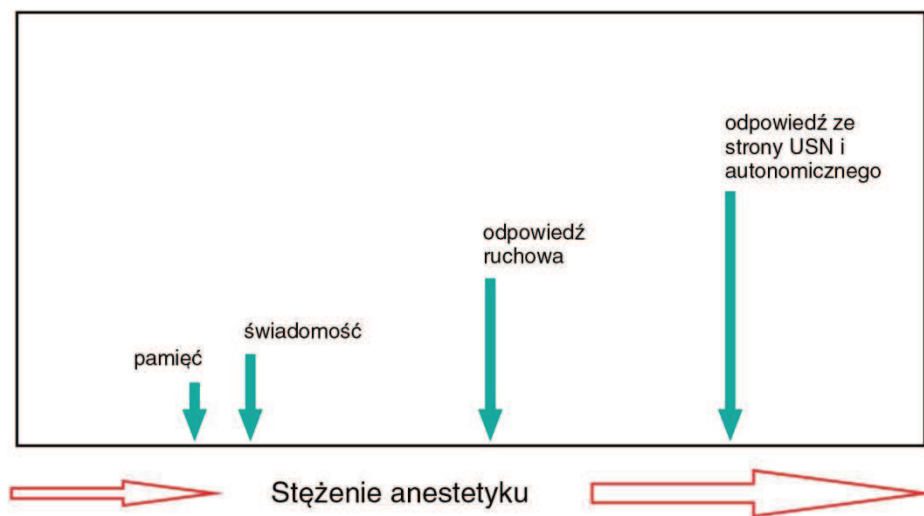 odpowiedź ze
strony USN i
autonomicznego
odpowiedź
ruchowa
świadomość
pamięć
Stężenie anestetyku